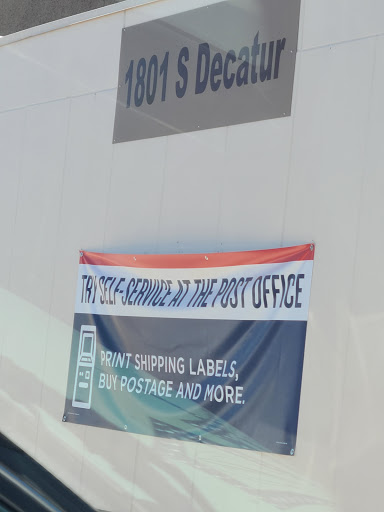 1801 S Decatur
TRY SELF-SERVICE AT THE POST OFFICE
PRINT SHIPPING LABELS,
BUY POSTAGE AND MORE.